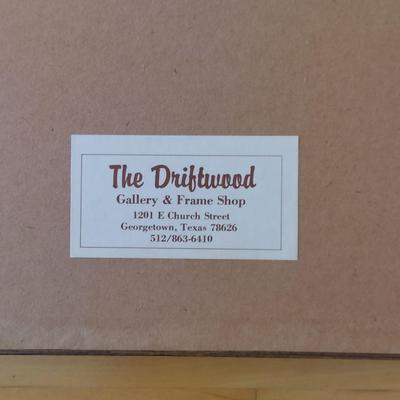 The Driftwood
Gallery & Frame Shop
1201 E Church Street
Georgetown, Texas 78626
512/863-6410